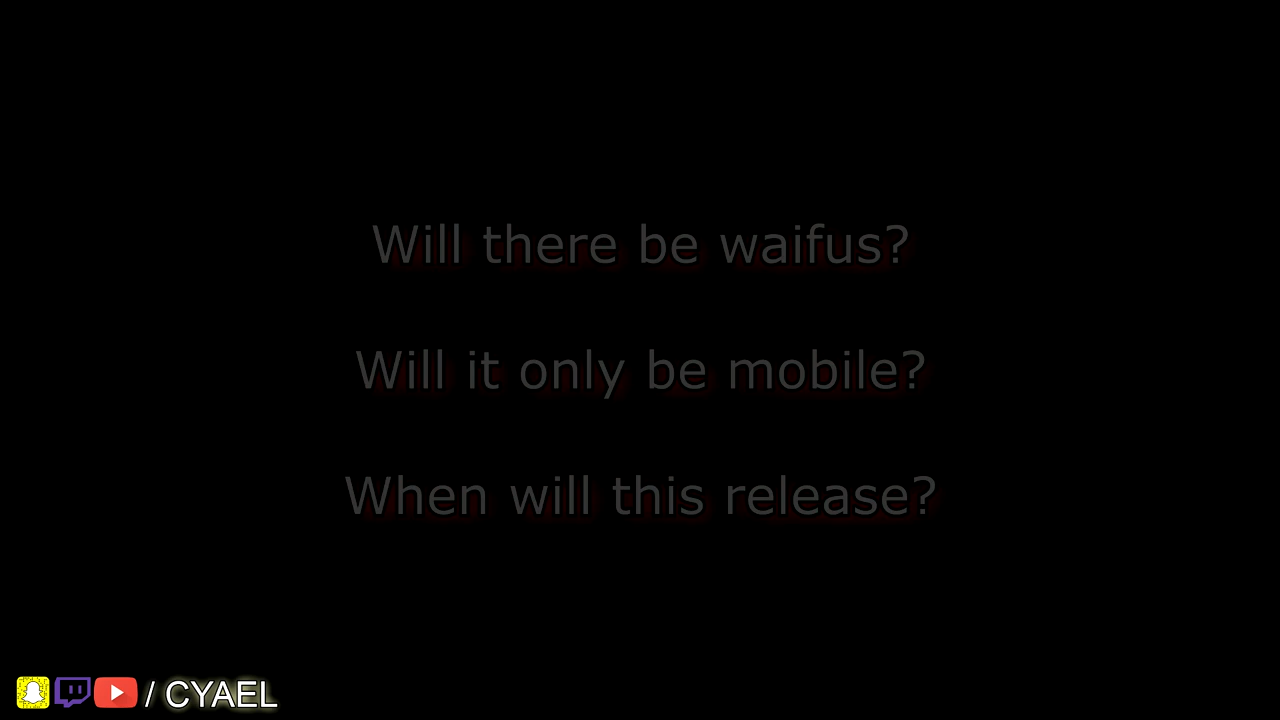 Will there be waifus?
Will it only be mobile?
When will this release?
/ CYAEL